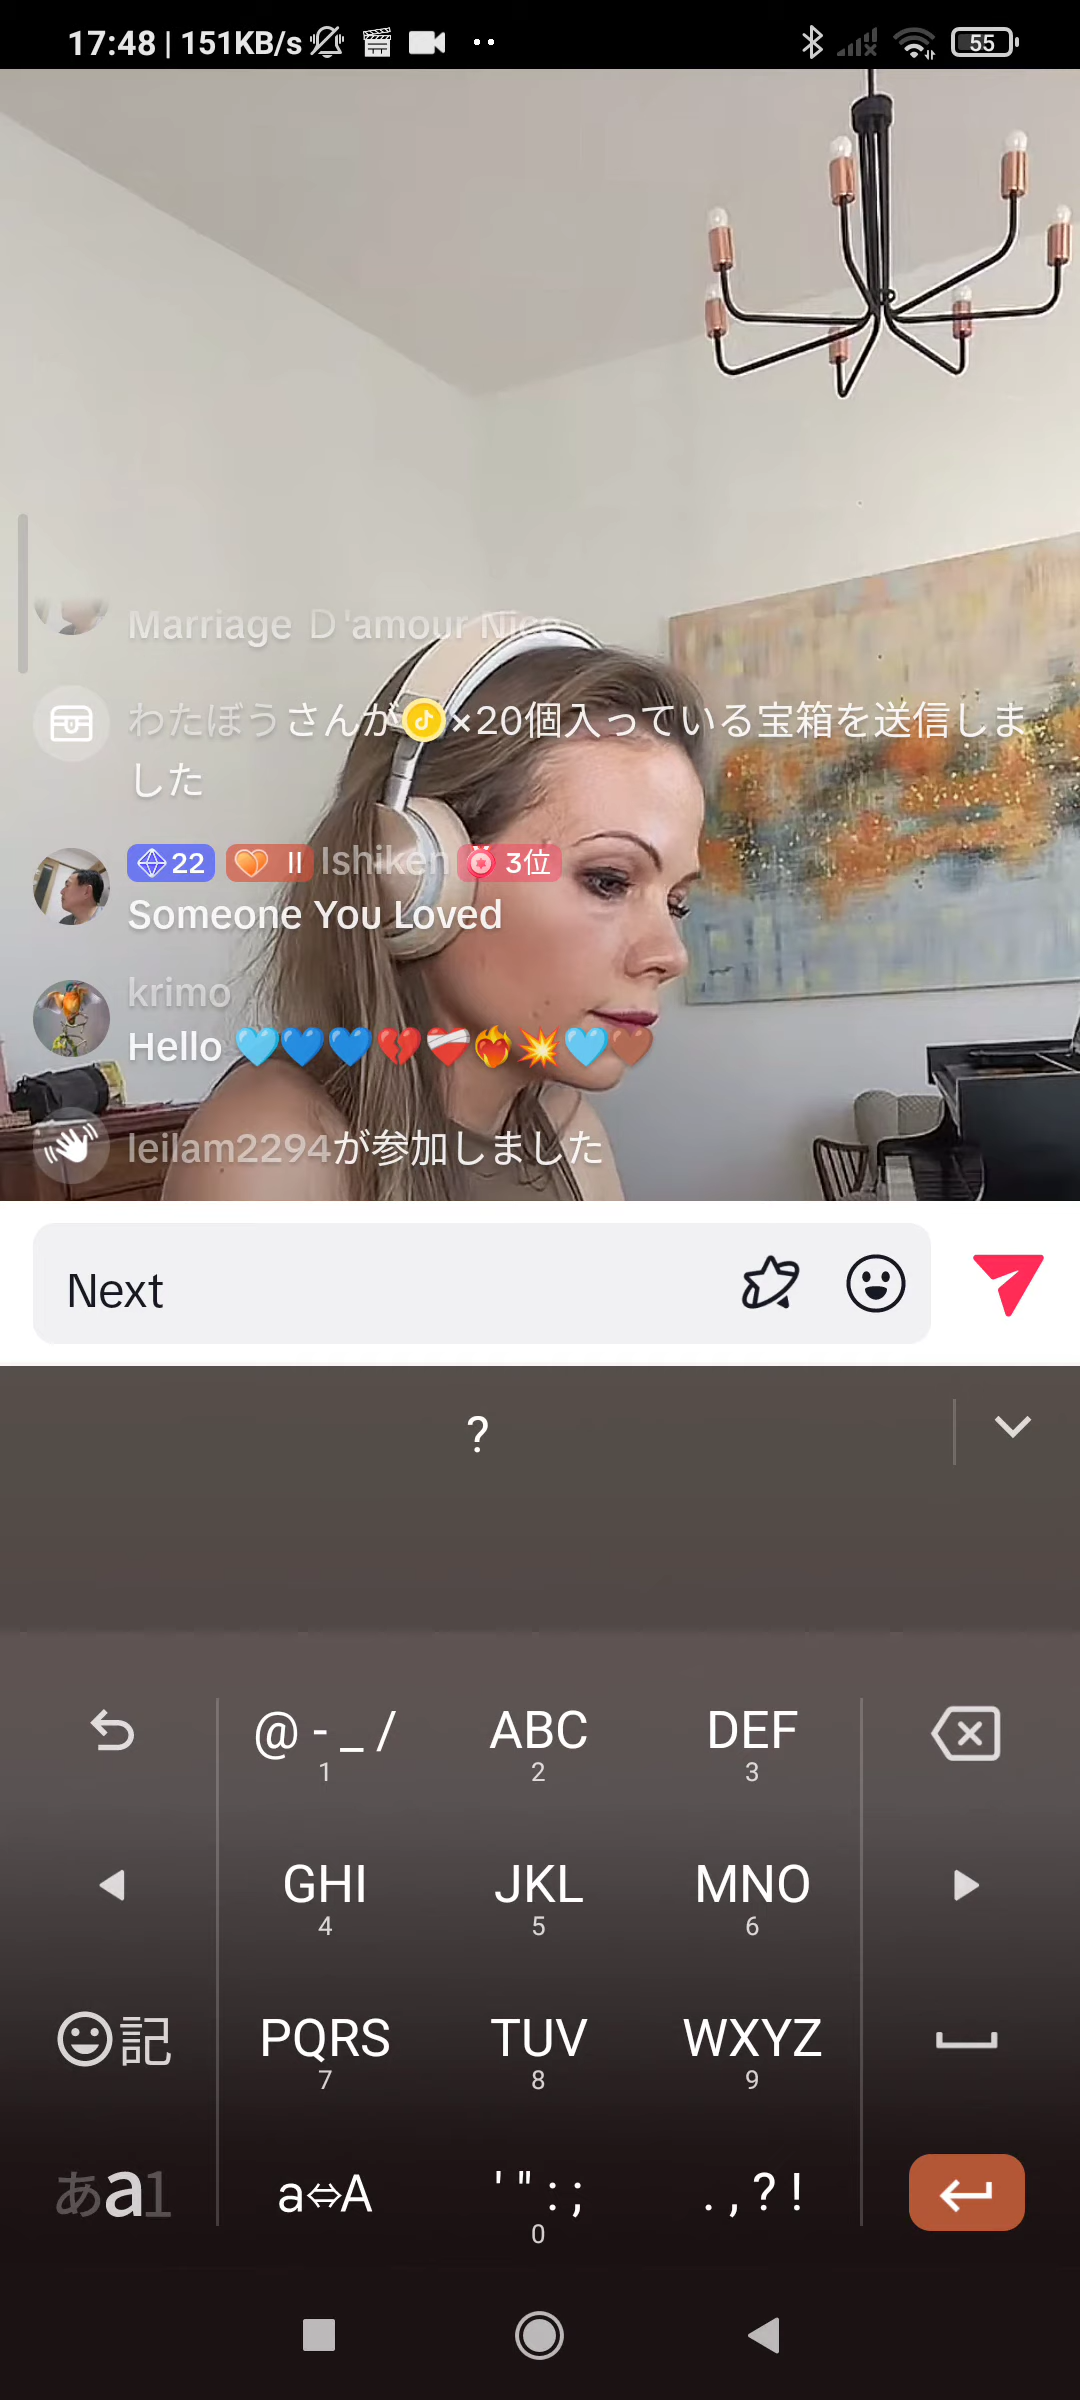 17:48 | 151KB/s
55
Marriage D'amour Nico
わたぼうさんが×20個入っている宝箱を送信しま
した
22 II Ishiken 3位
Someone You Loved
krimo
Hello 🩵💙💙💔❤️‍🩹❤️‍🔥💥🩵🤎
leilam2294が参加しました
Next
?
@-_/ ABC DEF
1 2 3
GHI JKL MNO
4 5 6
記 PQRS TUV WXYZ
7 8 9
あa1 a⇔A '":; .,?!
0